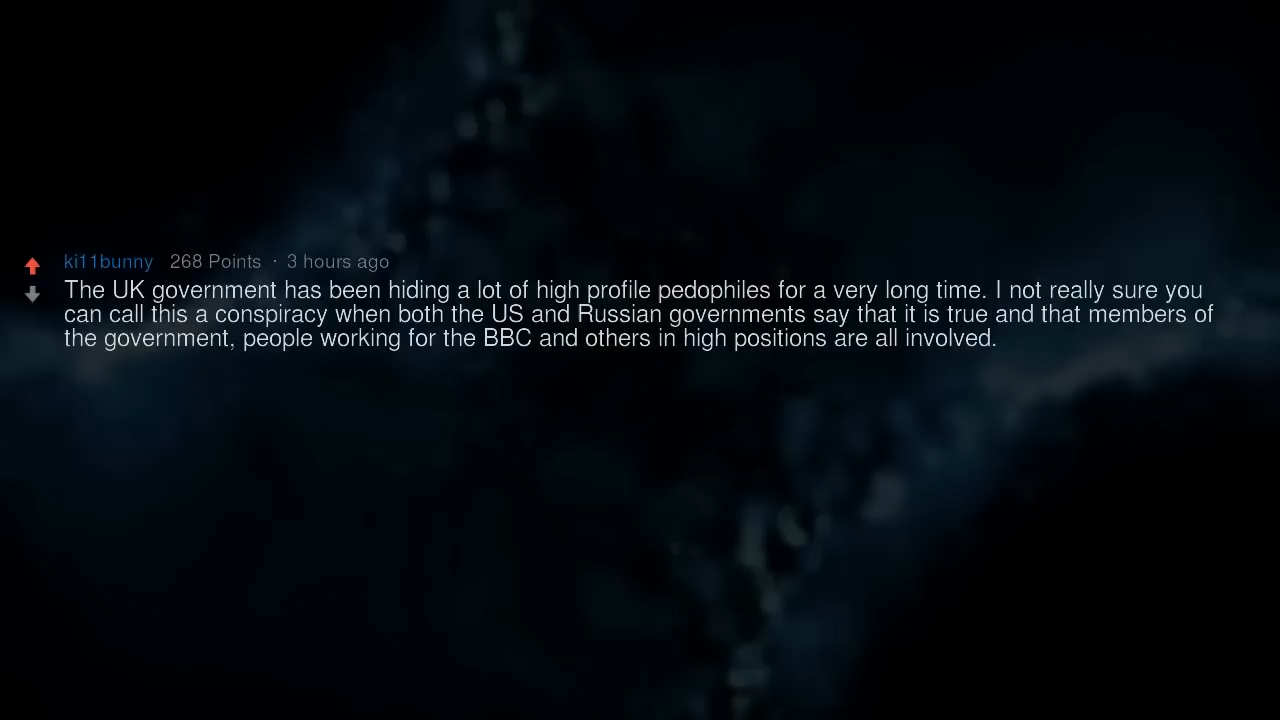 ki11bunny 268 Points · 3 hours ago
The UK government has been hiding a lot of high profile pedophiles for a very long time. I not really sure you
can call this a conspiracy when both the US and Russian governments say that it is true and that members of
the government, people working for the BBC and others in high positions are all involved.